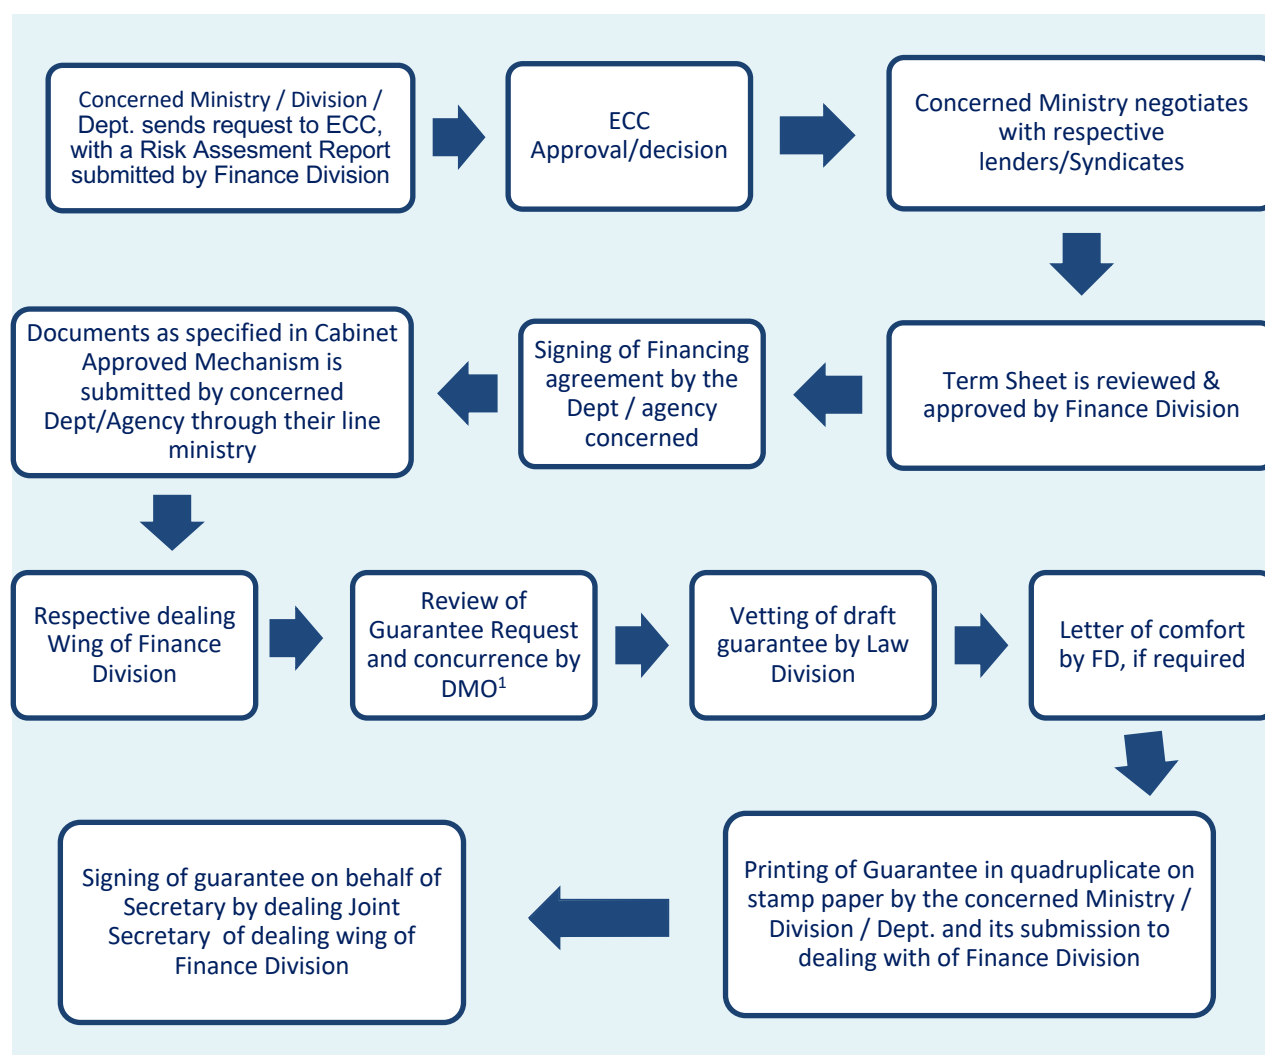 Concerned Ministry / Division /
Dept. sends request to ECC,
with a Risk Assesment Report
submitted by Finance Division
ECC
Approval/decision
Concerned Ministry negotiates
with respective
lenders/Syndicates
Term Sheet is reviewed &
approved by Finance Division
Signing of Financing
agreement by the
Dept / agency
concerned
Documents as specified in Cabinet
Approved Mechanism is
submitted by concerned
Dept/Agency through their line
ministry
Respective dealing
Wing of Finance
Division
Review of
Guarantee Request
and concurrence by
DMO¹
Vetting of draft
guarantee by Law
Division
Letter of comfort
by FD, if required
Printing of Guarantee in quadruplicate on
stamp paper by the concerned Ministry /
Division / Dept. and its submission to
dealing with of Finance Division
Signing of guarantee on behalf of
Secretary by dealing Joint
Secretary of dealing wing of
Finance Division